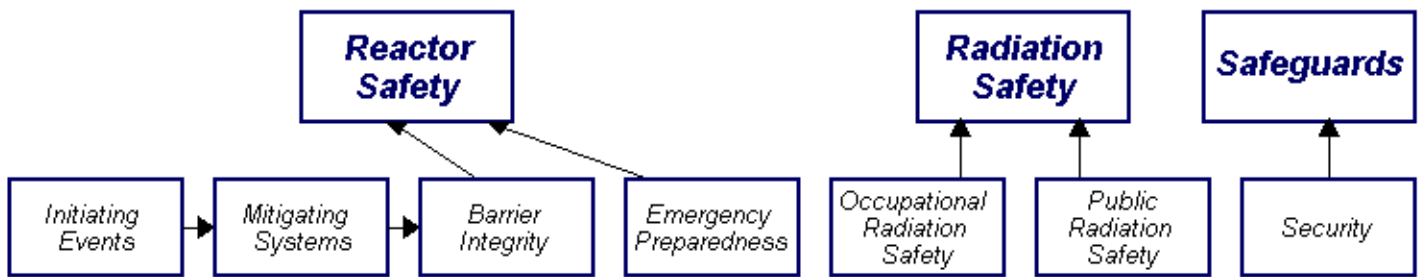 Reactor
Safety
Radiation
Safety
Safeguards
Initiating
Events
Mitigating
Systems
Barrier
Integrity
Emergency
Preparedness
Occupational
Radiation
Safety
Public
Radiation
Safety
Security